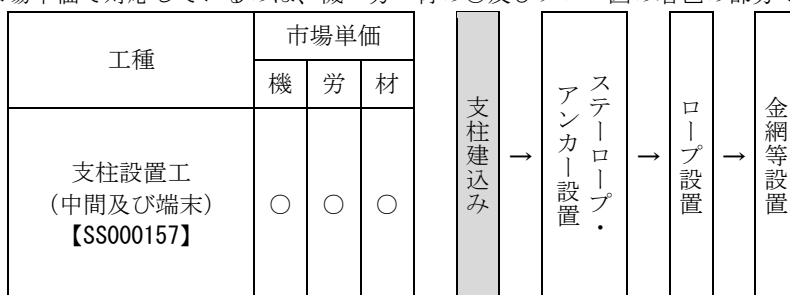 工種
市場単価
機 労 材
支柱設置工
（中間及び端末）
【SS000157】
○ ○ ○
支柱建込み
→
ステーロープ・
アンカー設置
→
ロープ設置
→
金網等設置